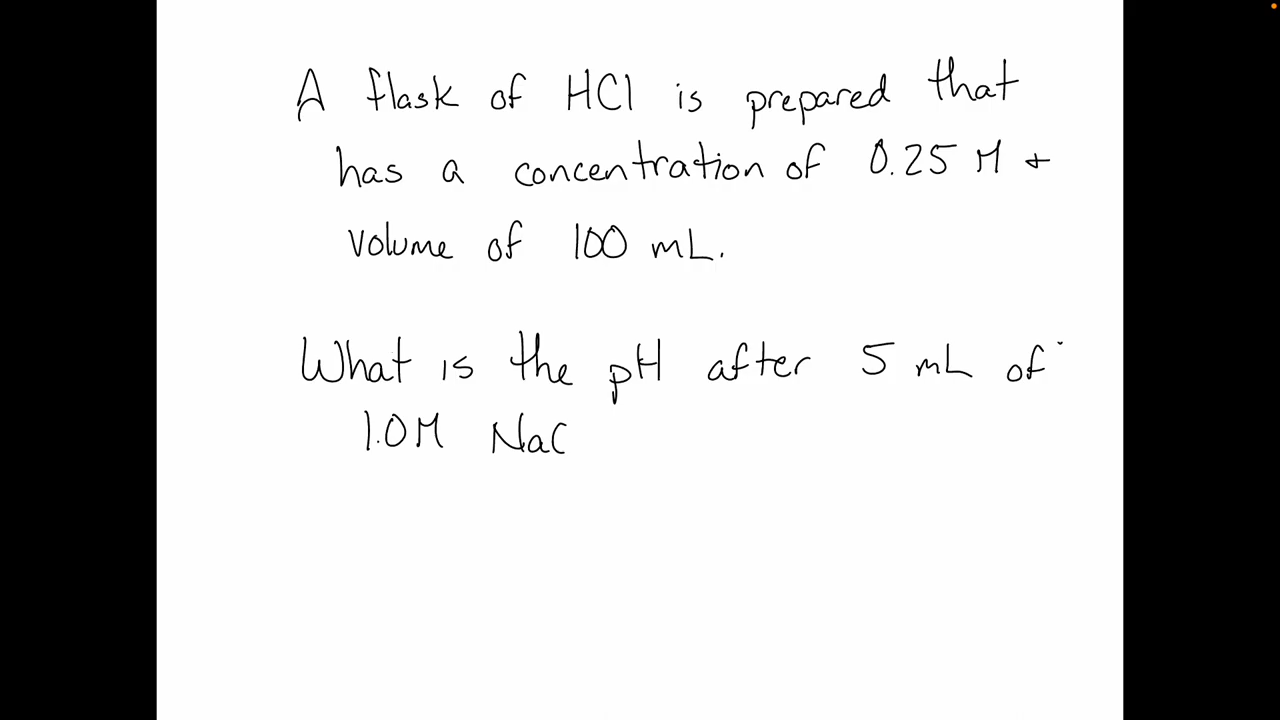 A flask of HCl is prepared that
has a concentration of 0.25 M +
volume of 100 mL.
What is the pH after 5 mL of
1.0M NaC